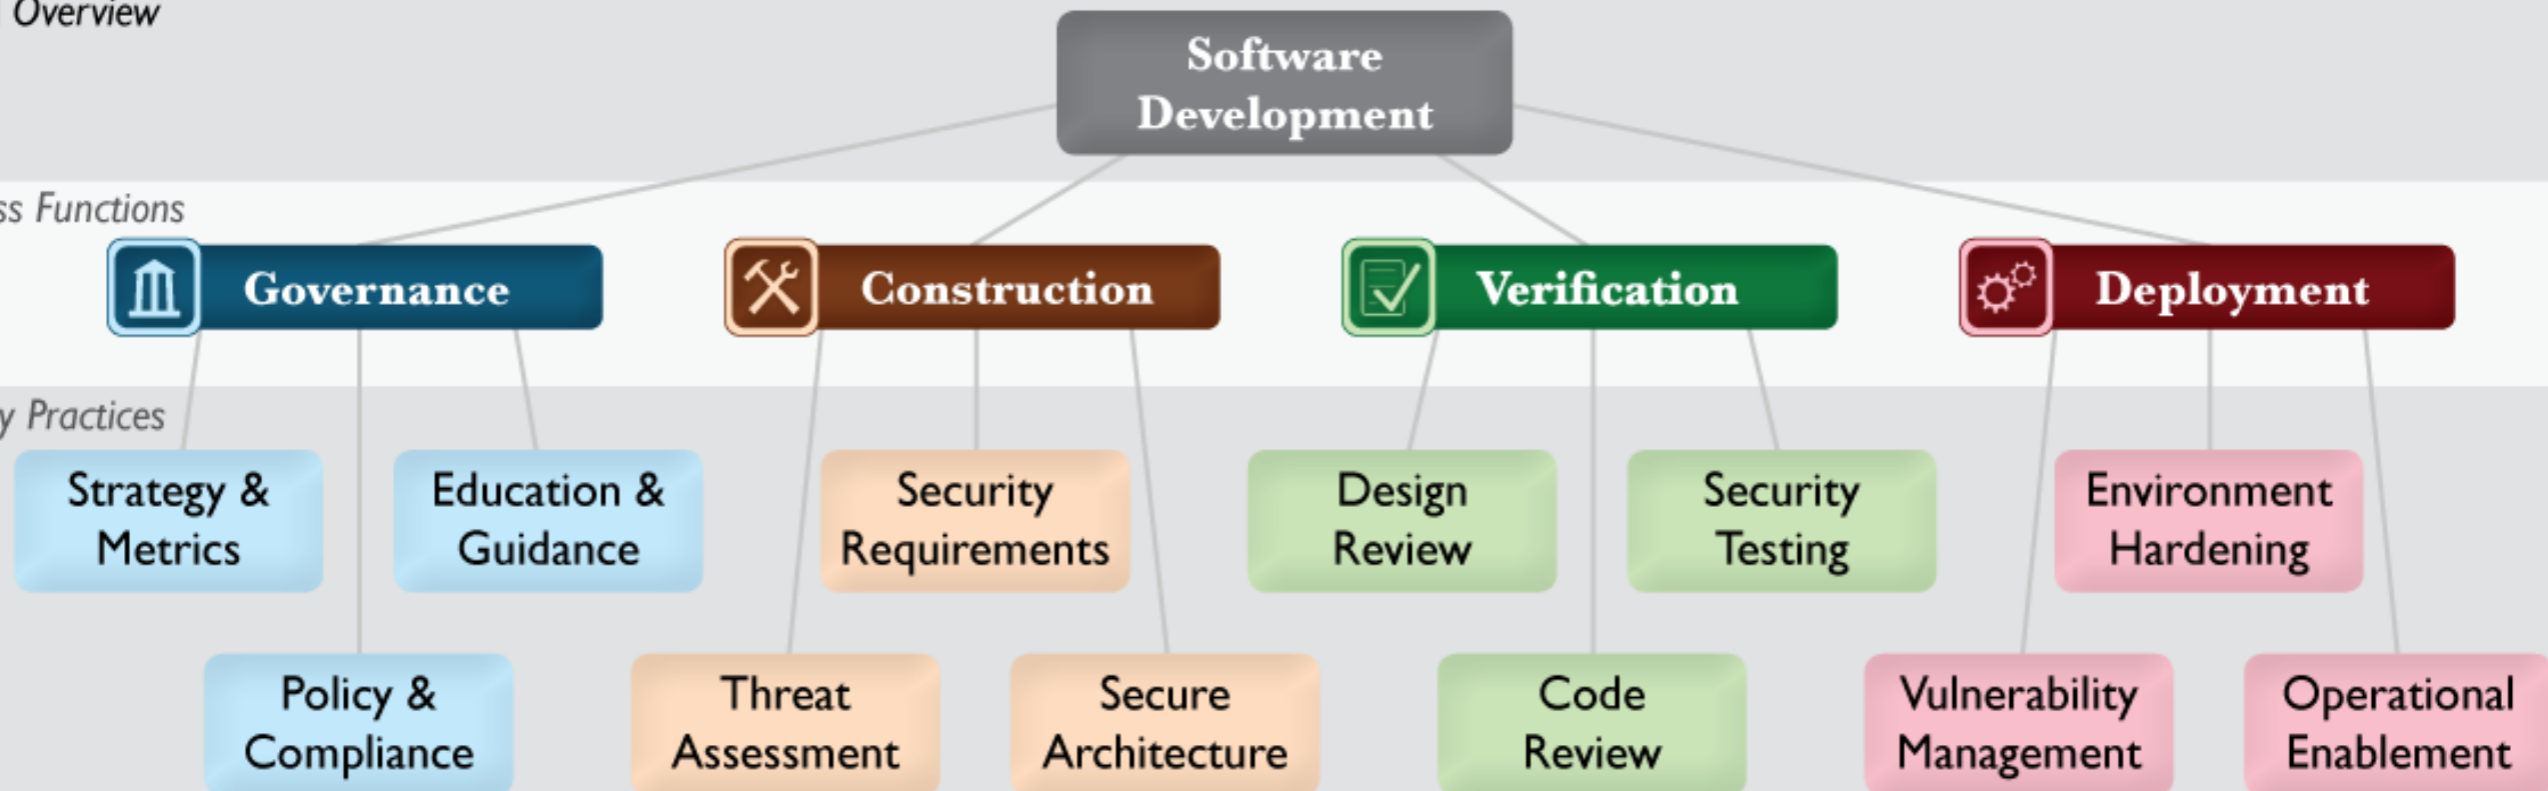 Overview
Software
Development
ss Functions
Governance
Construction
Verification
Deployment
y Practices
Strategy &
Metrics
Education &
Guidance
Security
Requirements
Design
Review
Security
Testing
Environment
Hardening
Policy &
Compliance
Threat
Assessment
Secure
Architecture
Code
Review
Vulnerability
Management
Operational
Enablement